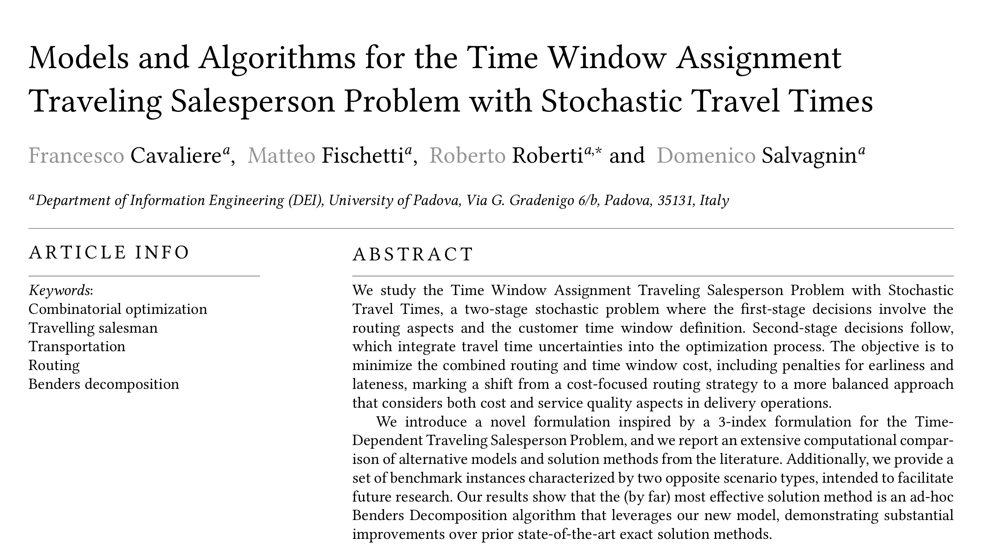 Models and Algorithms for the Time Window Assignment
Traveling Salesperson Problem with Stochastic Travel Times
Francesco Cavaliere^a, Matteo Fischetti^a, Roberto Roberti^a,* and Domenico Salvagnin^a
^a Department of Information Engineering (DEI), University of Padova, Via G. Gradenigo 6/b, Padova, 35131, Italy
ARTICLE INFO
Keywords:
Combinatorial optimization
Travelling salesman
Transportation
Routing
Benders decomposition
ABSTRACT
We study the Time Window Assignment Traveling Salesperson Problem with Stochastic
Travel Times, a two-stage stochastic problem where the first-stage decisions involve the
routing aspects and the customer time window definition. Second-stage decisions follow,
which integrate travel time uncertainties into the optimization process. The objective is to
minimize the combined routing and time window cost, including penalties for earliness and
lateness, marking a shift from a cost-focused routing strategy to a more balanced approach
that considers both cost and service quality aspects in delivery operations.
We introduce a novel formulation inspired by a 3-index formulation for the Time-
Dependent Traveling Salesperson Problem, and we report an extensive computational compar-
ison of alternative models and solution methods from the literature. Additionally, we provide a
set of benchmark instances characterized by two opposite scenario types, intended to facilitate
future research. Our results show that the (by far) most effective solution method is an ad-hoc
Benders Decomposition algorithm that leverages our new model, demonstrating substantial
improvements over prior state-of-the-art exact solution methods.